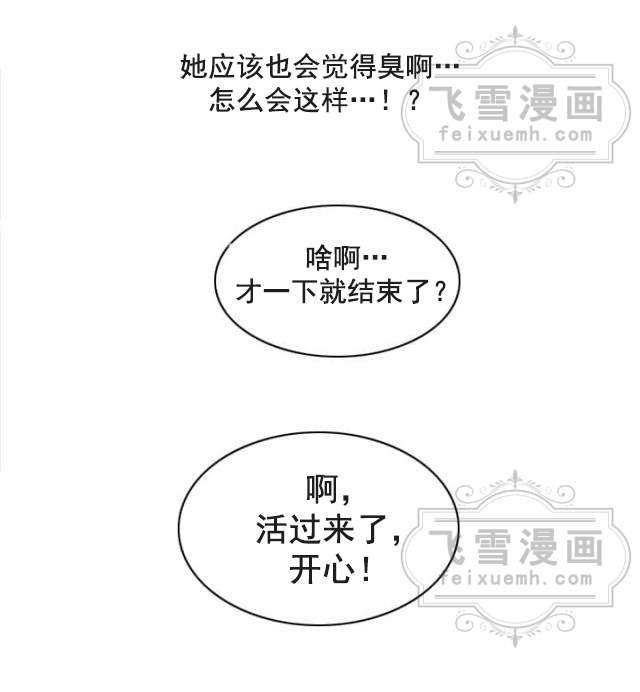 她应该也会觉得臭啊…
怎么会这样…！？
飞雪漫画
feixuemh.com
啥啊…
才一下就结束了？
啊，
活过来了，
开心！
飞雪漫画
feixuemh.com